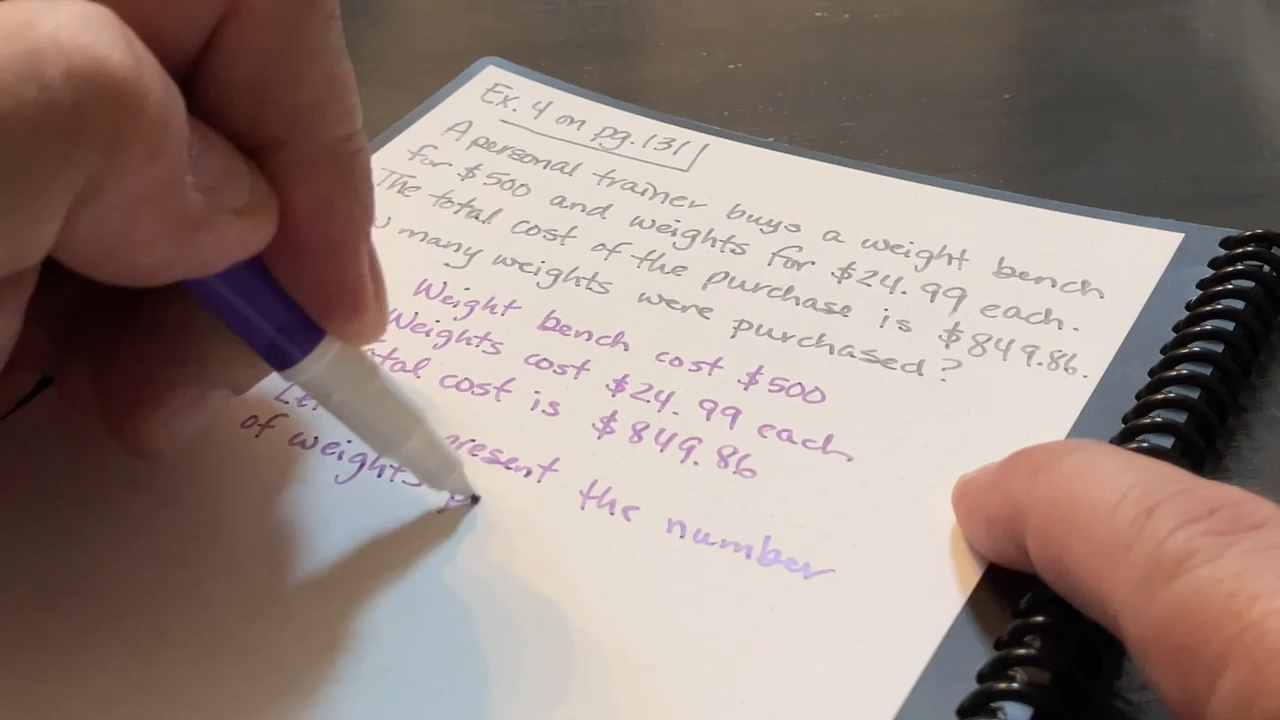 Ex. 4 on pg. 131
A personal trainer buys a weight bench
for $500 and weights for $24.99 each.
The total cost of the purchase is $849.86.
many weights were purchased?
Weight bench cost $500
Weights cost $24.99 each
cost is $849.86
the number
of weights